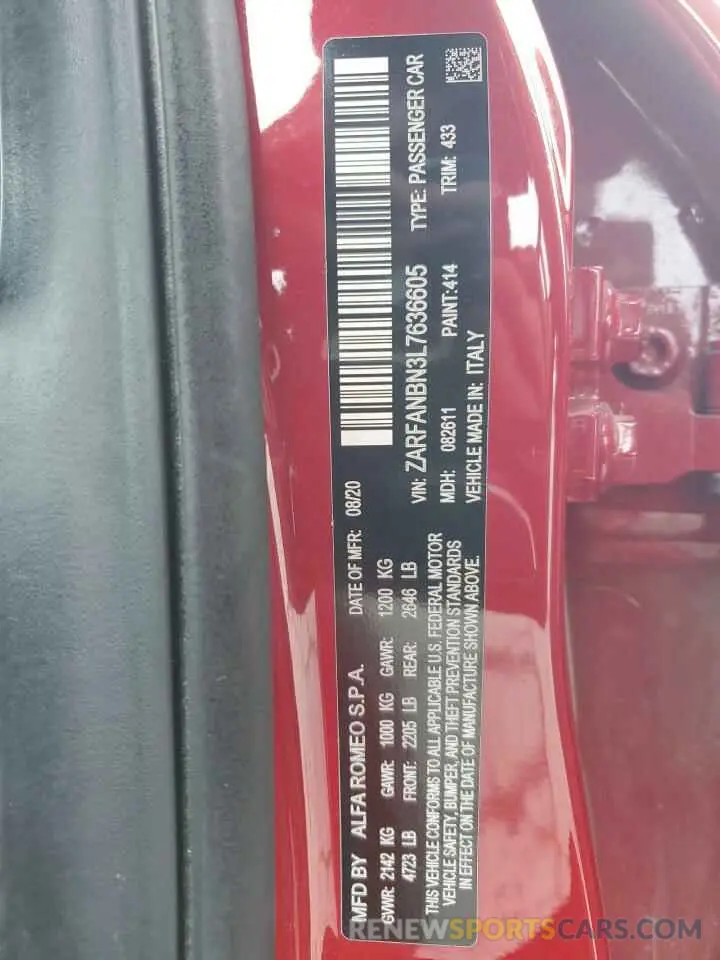 MFD BY ALFA ROMEO S.P.A. DATE OF MFR: 08/20
GVWR: 2142 KG GAWR: 1000 KG GAWR: 1200 KG
4723 LB FRONT: 2205 LB REAR: 2646 LB
THIS VEHICLE CONFORMS TO ALL APPLICABLE U.S. FEDERAL MOTOR
VEHICLE SAFETY, BUMPER, AND THEFT PREVENTION STANDARDS
IN EFFECT ON THE DATE OF MANUFACTURE SHOWN ABOVE.
VIN: ZARFANBN3L7636605 TYPE: PASSENGER CAR
MDH: 082611 PAINT:414 TRIM: 433
VEHICLE MADE IN: ITALY
RENEWSPORTSCARS.COM